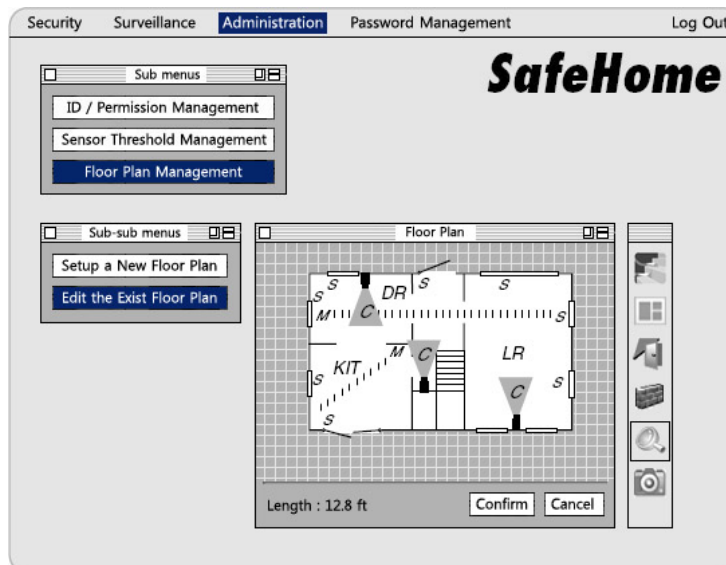 Security Surveillance Administration Password Management Log Out
SafeHome
Sub menus
ID / Permission Management
Sensor Threshold Management
Floor Plan Management
Sub-sub menus
Setup a New Floor Plan
Edit the Exist Floor Plan
Floor Plan
S DR S S
S
M C S
M C LR
KIT
S C S
S
Length : 12.8 ft Confirm Cancel